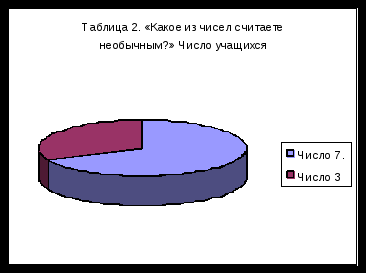 Таблица 2. «Какое из чисел считаете
необычным?» Число учащихся
Число 7.
Число 3